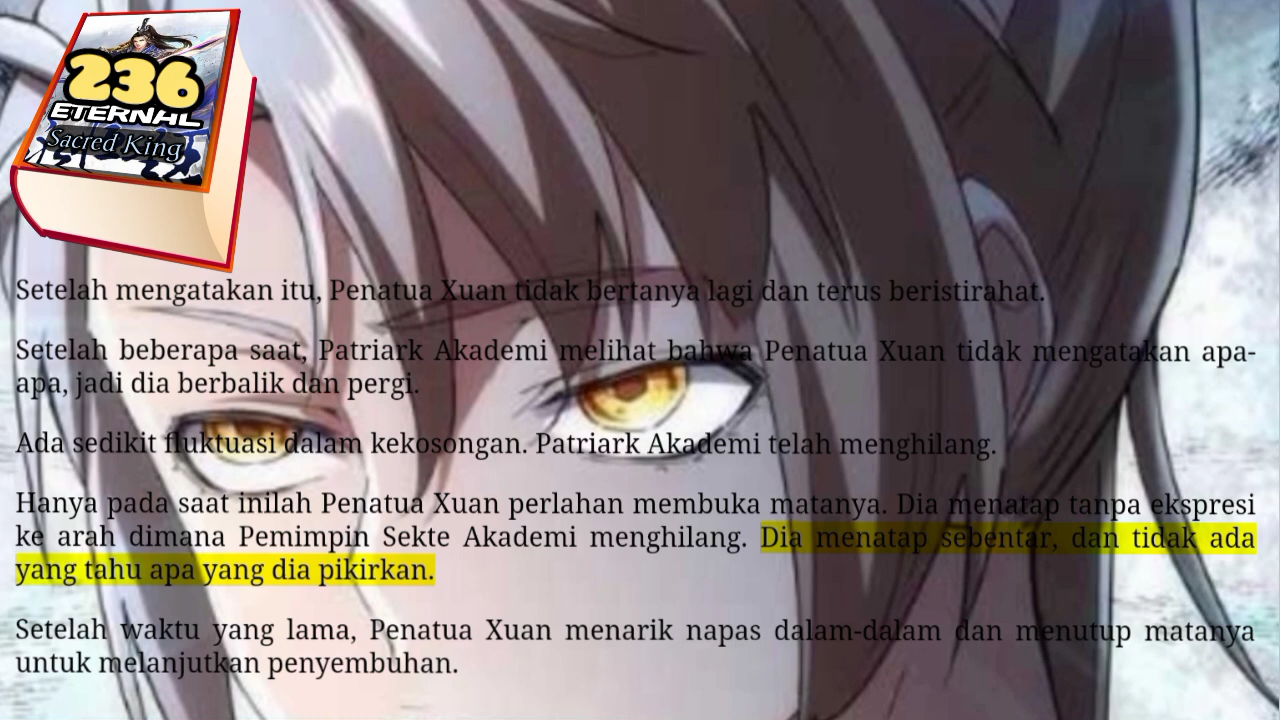 236
ETERNAL
Sacred King
Setelah mengatakan itu, Penatua Xuan tidak bertanya lagi dan terus beristirahat.
Setelah beberapa saat, Patriark Akademi melihat bahwa Penatua Xuan tidak mengatakan apa-
apa, jadi dia berbalik dan pergi.
Ada sedikit fluktuasi dalam kekosongan. Patriark Akademi telah menghilang.
Hanya pada saat inilah Penatua Xuan perlahan membuka matanya. Dia menatap tanpa ekspresi
ke arah dimana Pemimpin Sekte Akademi menghilang. Dia menatap sebentar, dan tidak ada
yang tahu apa yang dia pikirkan.
Setelah waktu yang lama, Penatua Xuan menarik napas dalam-dalam dan menutup matanya
untuk melanjutkan penyembuhan.